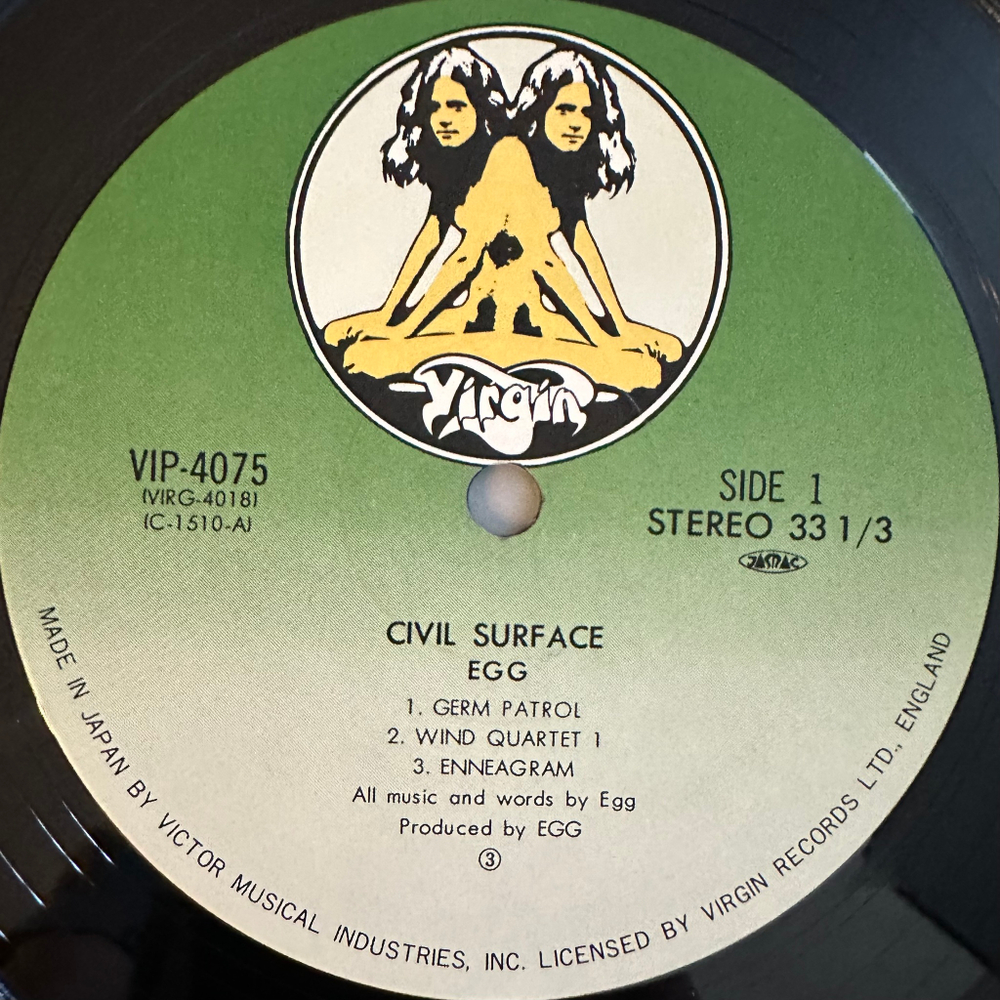 Virgin
VIP-4075
(VIRG-4018)
(C-1510-A)
SIDE 1
STEREO 33 1/3
JASRAC
CIVIL SURFACE
EGG
1. GERM PATROL
2. WIND QUARTET 1
3. ENNEAGRAM
All music and words by Egg
Produced by EGG
③
MADE IN JAPAN BY VICTOR MUSICAL INDUSTRIES, INC. LICENSED BY VIRGIN RECORDS LTD., ENGLAND